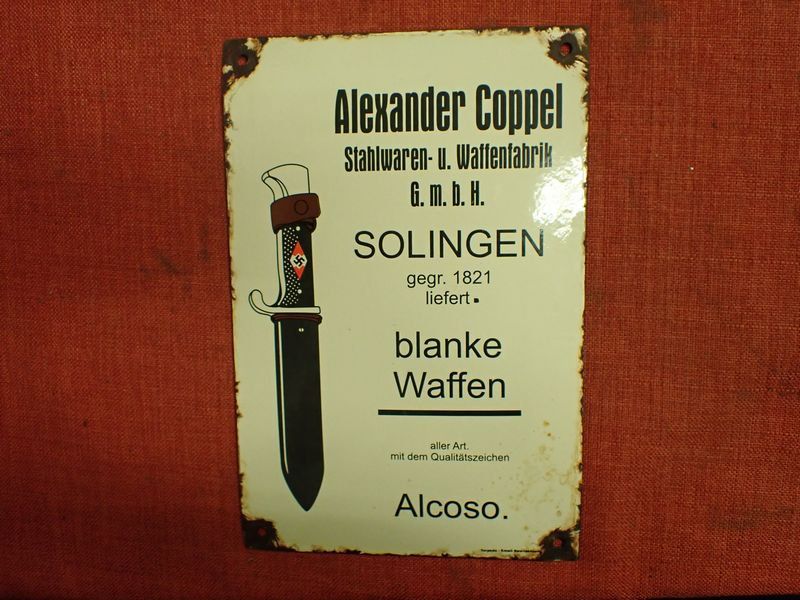 Alexander Coppel
Stahlwaren- u. Waffenfabrik
G. m. b. H.
SOLINGEN
gegr. 1821
liefert.
blanke
Waffen
aller Art.
mit dem Qualitätszeichen
Alcoso.